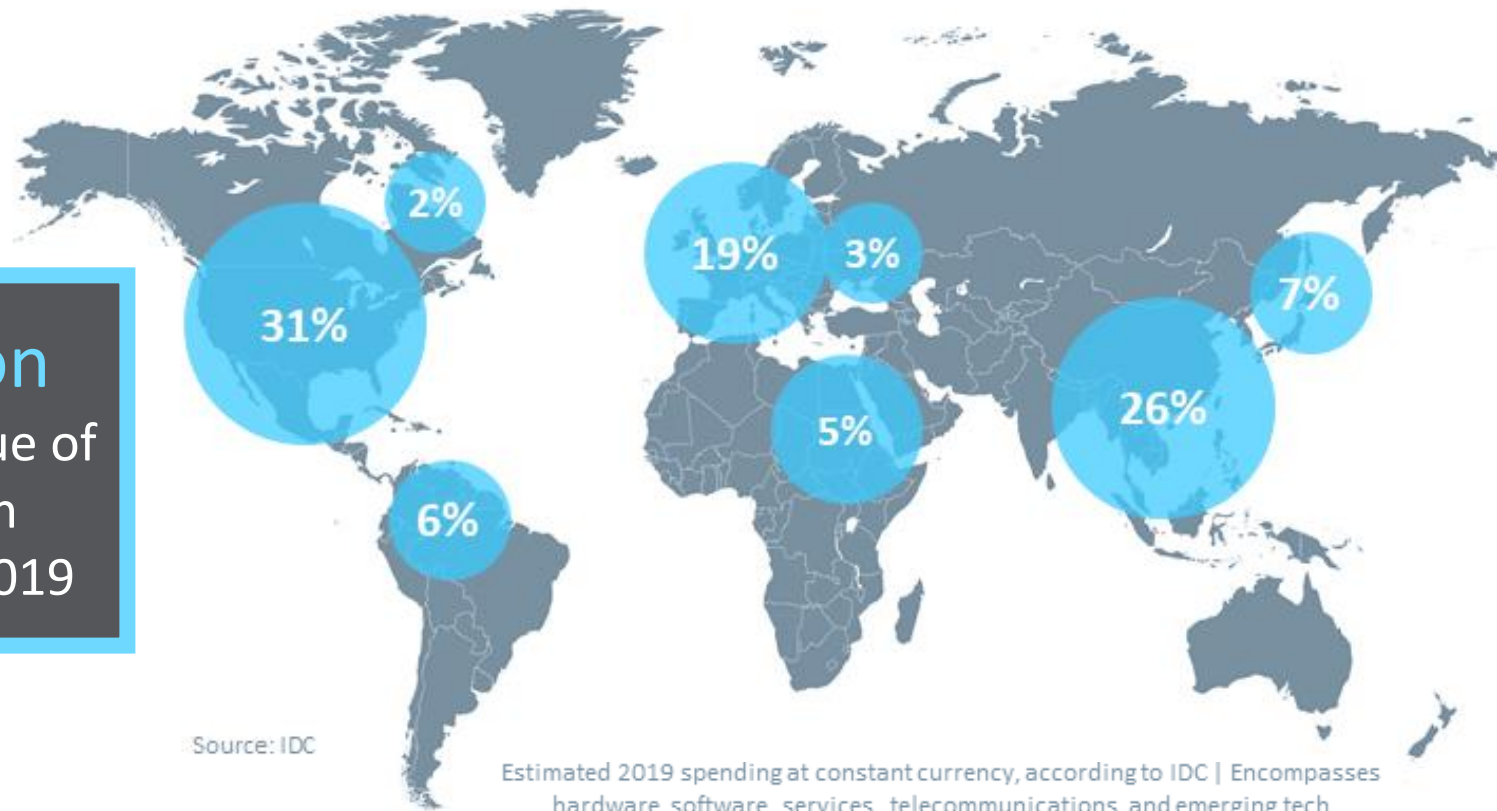 2%
19%
3%
7%
31%
26%
5%
6%
on
ue of
2019
Source: IDC
Estimated 2019 spending at constant currency, according to IDC | Encompasses
hardware, software, services, telecommunications, and emerging tech